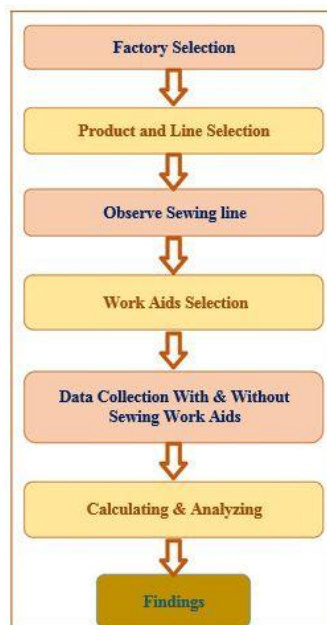 Factory Selection
Product and Line Selection
Observe Sewing line
Work Aids Selection
Data Collection With & Without
Sewing Work Aids
Calculating & Analyzing
Findings